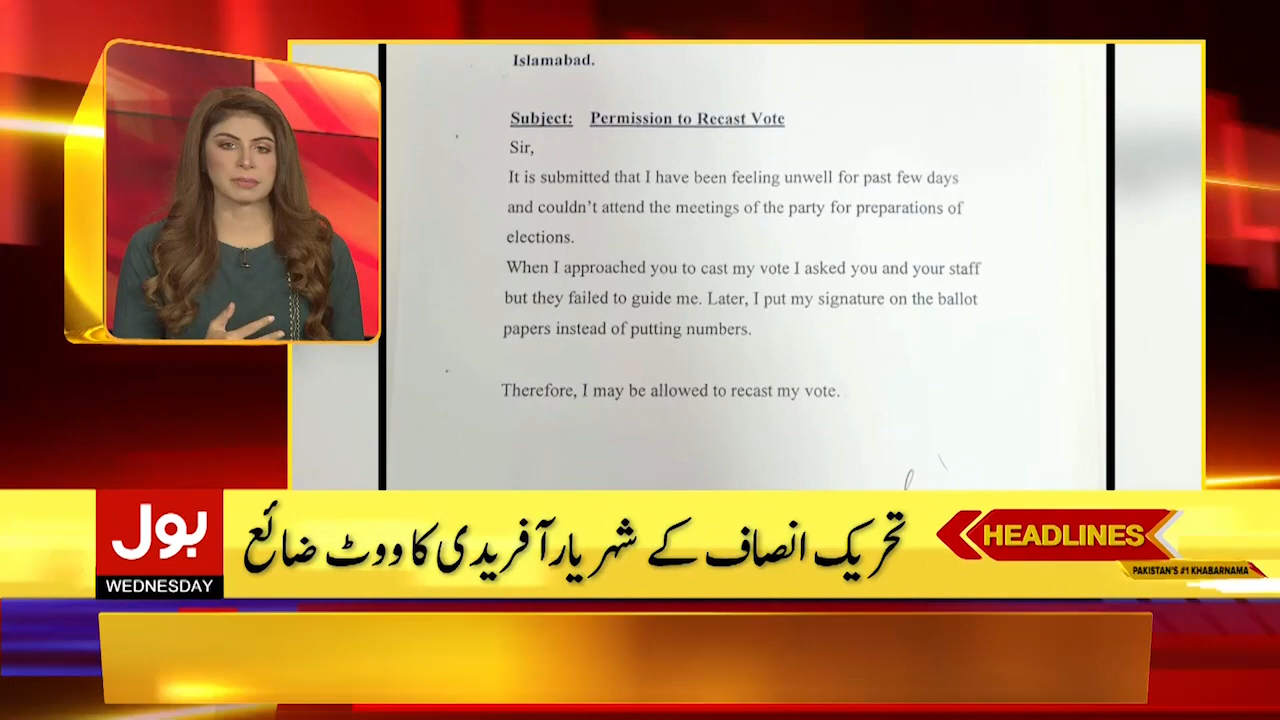 Islamabad.
Subject: Permission to Recast Vote
Sir,
It is submitted that I have been feeling unwell for past few days
and couldn't attend the meetings of the party for preparations of
elections.
When I approached you to cast my vote I asked you and your staff
but they failed to guide me. Later, I put my signature on the ballot
papers instead of putting numbers.
Therefore, I may be allowed to recast my vote.
بول
WEDNESDAY
تحریک انصاف کے شہریار آفریدی کا ووٹ ضائع
HEADLINES
PAKISTAN'S #1 KHABARNAMA